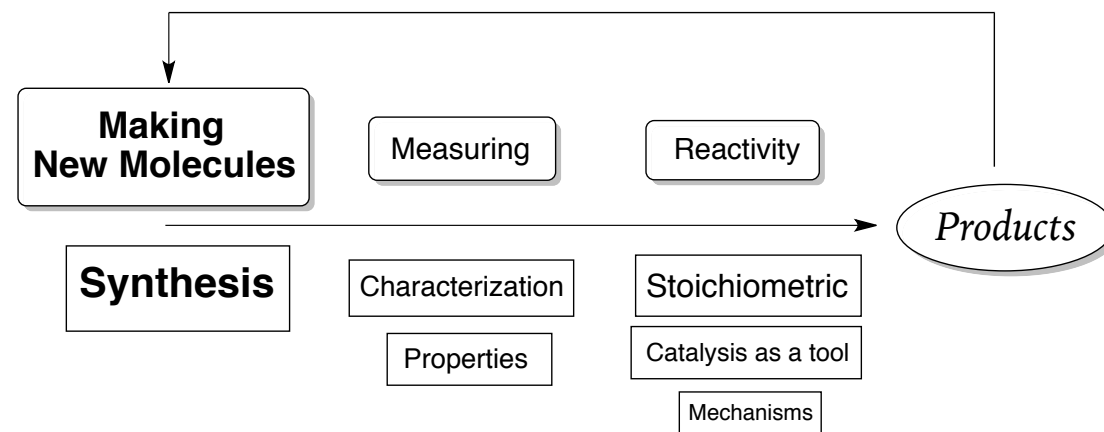 Making
New Molecules
Measuring
Reactivity
Products
Synthesis
Characterization
Properties
Stoichiometric
Catalysis as a tool
Mechanisms